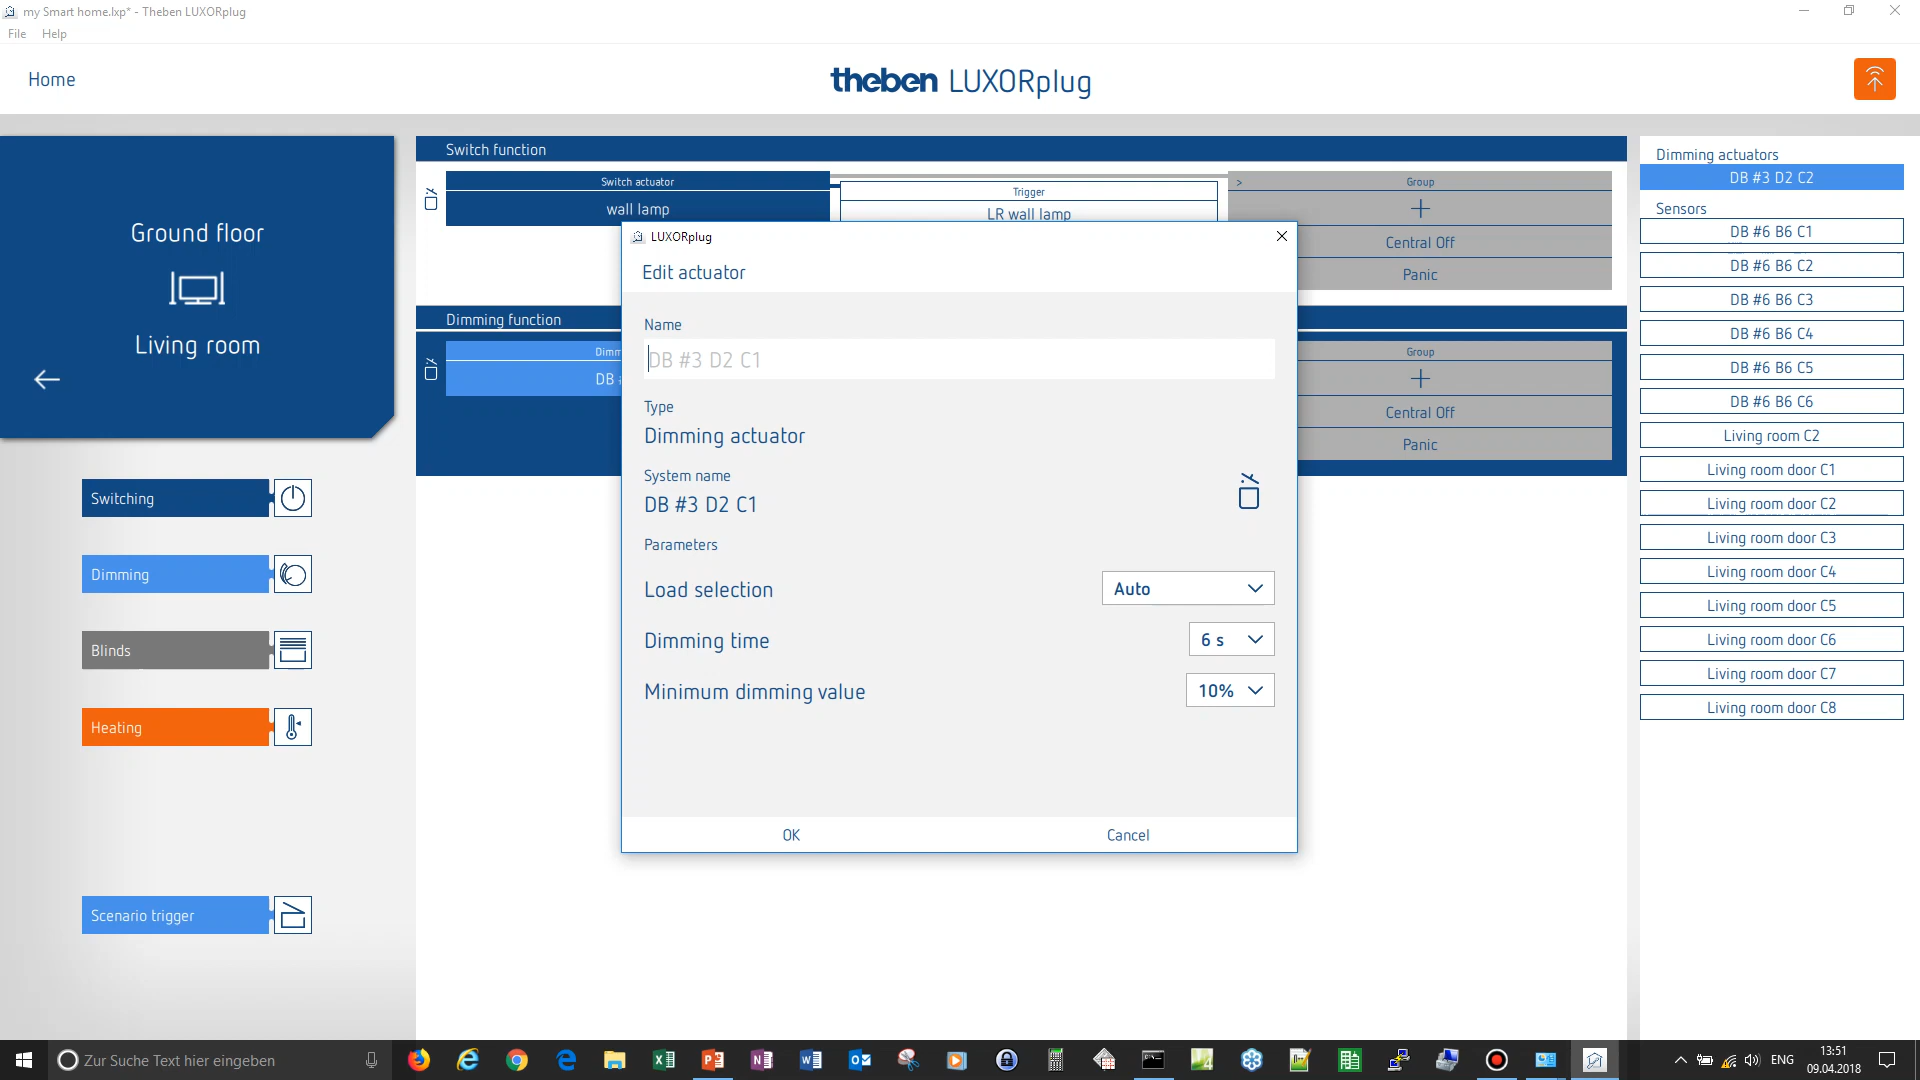 my Smart home.lxp* - Theben LUXORplug
File Help
Home
theben LUXORplug
Ground floor
Living room
Switching
Dimming
Blinds
Heating
Scenario trigger
Switch function
Switch actuator
wall lamp
Trigger
LR wall lamp
> Group
+
Central Off
Panic
Dimming function
DB
Group
+
Central Off
Panic
LUXORplug
Edit actuator
Name
DB #3 D2 C1
Type
Dimming actuator
System name
DB #3 D2 C1
Parameters
Load selection Auto
Dimming time 6 s
Minimum dimming value 10%
OK Cancel
Dimming actuators
DB #3 D2 C2
Sensors
DB #6 B6 C1
DB #6 B6 C2
DB #6 B6 C3
DB #6 B6 C4
DB #6 B6 C5
DB #6 B6 C6
Living room C2
Living room door C1
Living room door C2
Living room door C3
Living room door C4
Living room door C5
Living room door C6
Living room door C7
Living room door C8
Zur Suche Text hier eingeben
ENG
13:51
09.04.2018